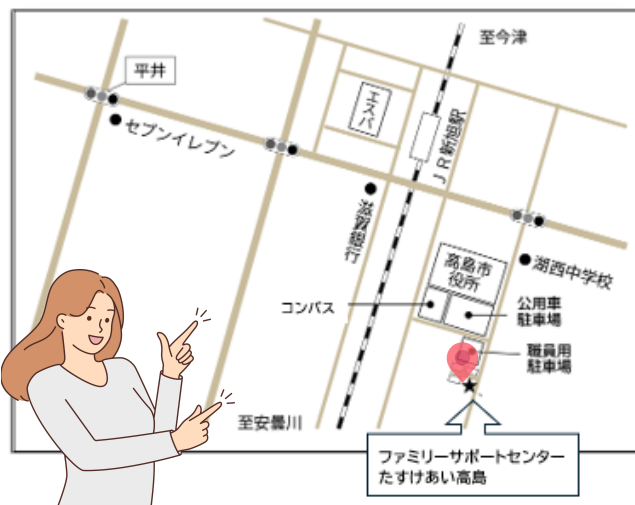 至今津
平井
エスパ
セブンイレブン
JR新旭駅
滋賀銀行
高島市
役所
湖西中学校
コンパス
公用車
駐車場
職員用
駐車場
至安曇川
ファミリーサポートセンター
たすけあい高島